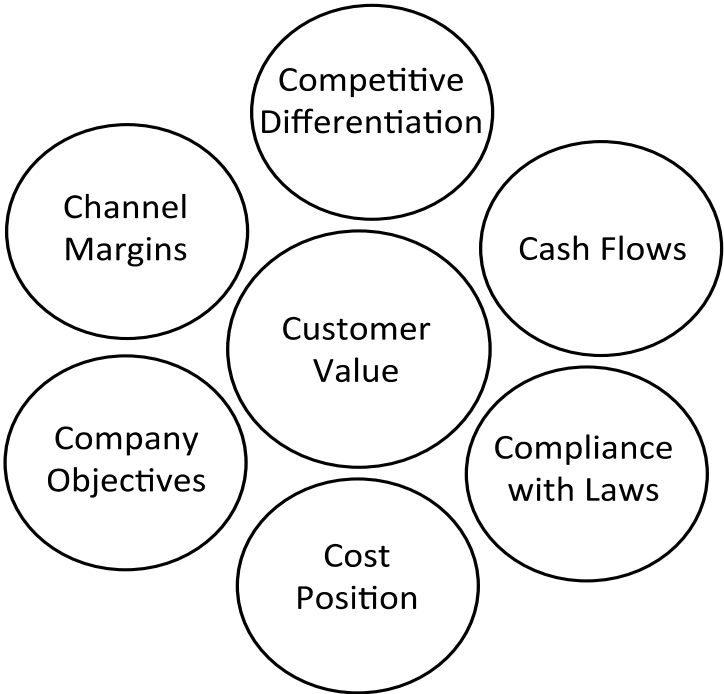 Competitive
Differentiation
Channel
Margins
Cash Flows
Customer
Value
Company
Objectives
Compliance
with Laws
Cost
Position